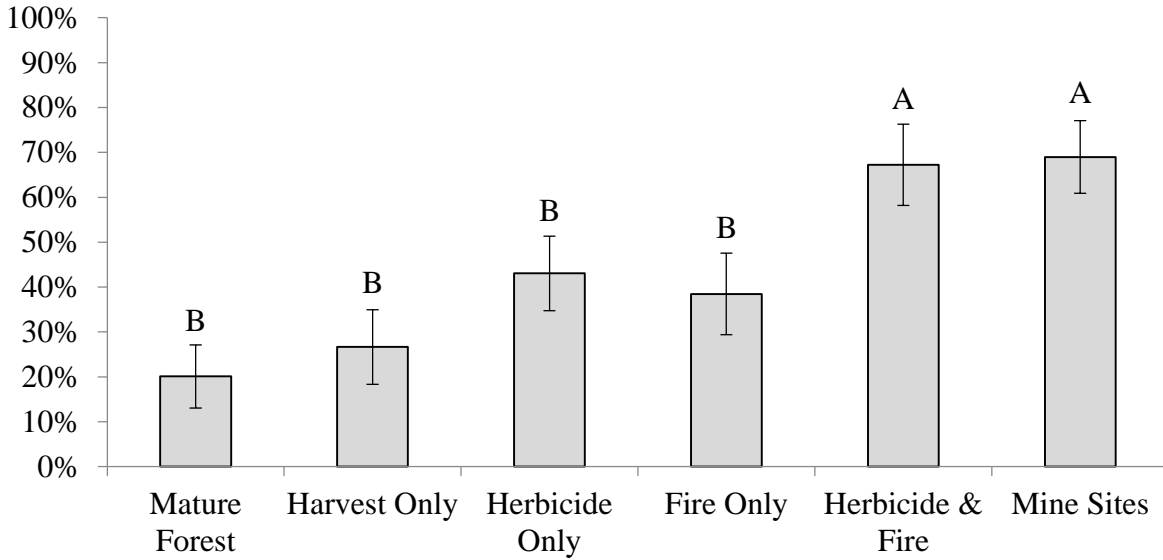 100%
90%
80%
70%
60%
50%
40%
30%
20%
10%
0%
B
B
B
B
A
A
Mature
Forest
Harvest Only
Herbicide
Only
Fire Only
Herbicide &
Fire
Mine Sites